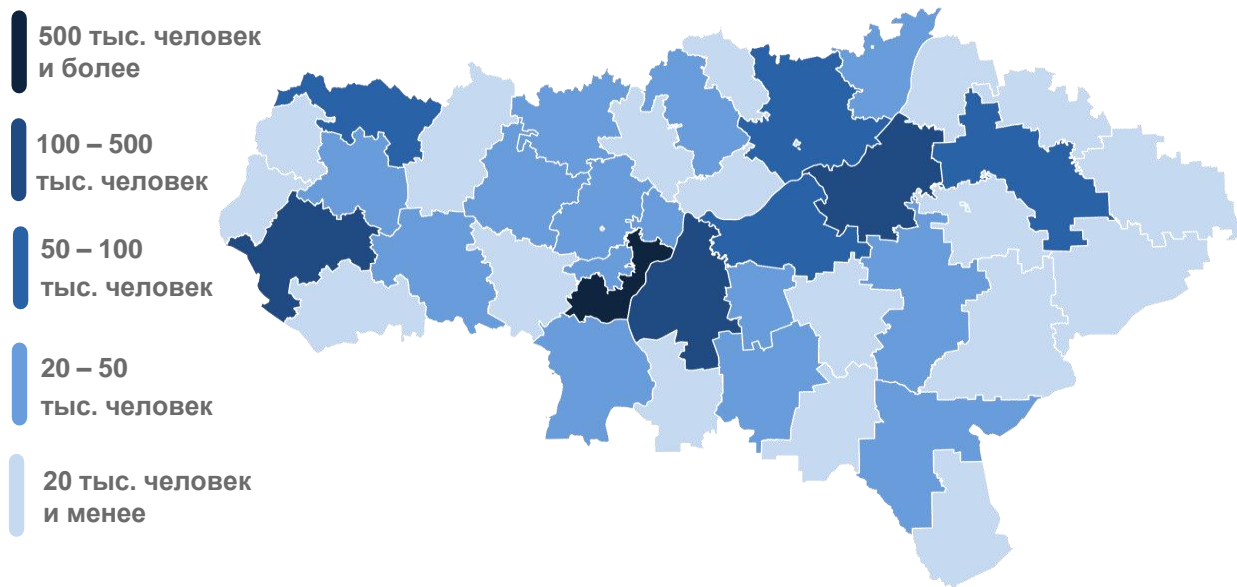 500 тыс. человек
и более
100 – 500
тыс. человек
50 – 100
тыс. человек
20 – 50
тыс. человек
20 тыс. человек
и менее